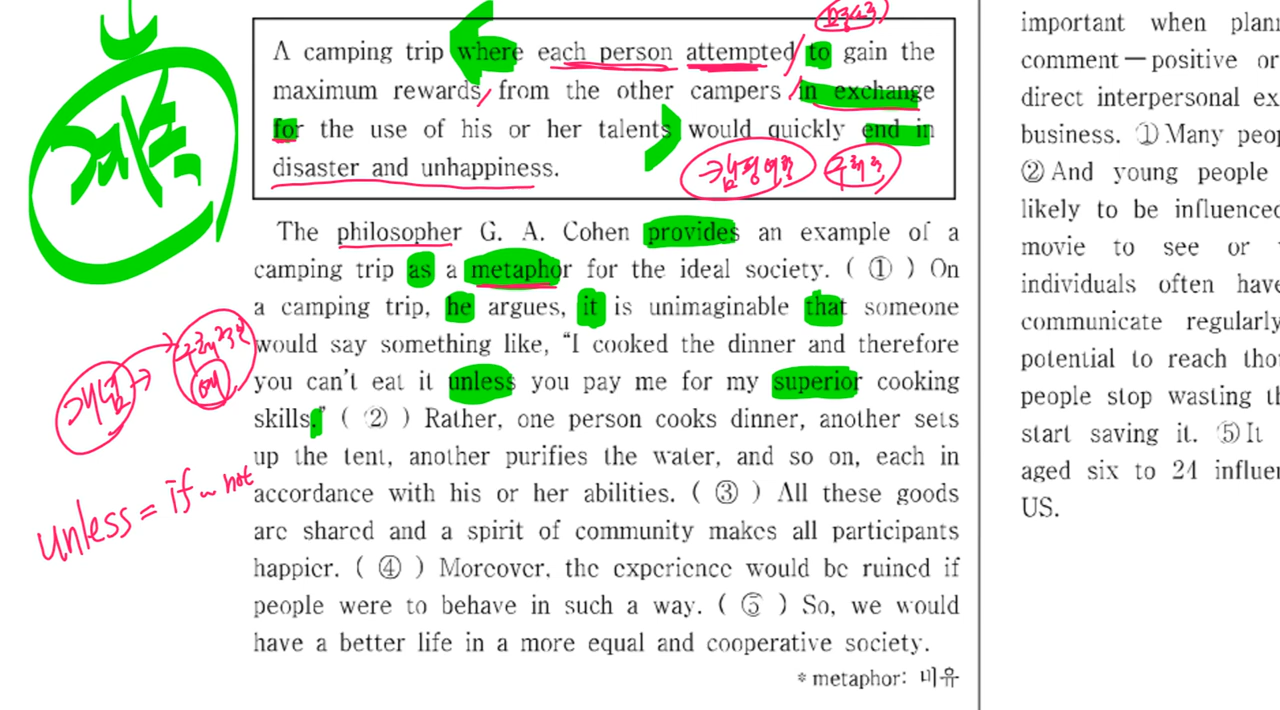 A camping trip where each person attempted to gain the
maximum rewards from the other campers in exchange
for the use of his or her talents would quickly end in
disaster and unhappiness.
The philosopher G. A. Cohen provides an example of a
camping trip as a metaphor for the ideal society. ( ① ) On
a camping trip, he argues, it is unimaginable that someone
would say something like, “I cooked the dinner and therefore
you can’t eat it unless you pay me for my superior cooking
skills.” ( ② ) Rather, one person cooks dinner, another sets
up the tent, another purifies the water, and so on, each in
accordance with his or her abilities. ( ③ ) All these goods
are shared and a spirit of community makes all participants
happier. ( ④ ) Moreover, the experience would be ruined if
people were to behave in such a way. ( ⑤ ) So, we would
have a better life in a more equal and cooperative society.
* metaphor: 비유
개념
예
unless = if ~ not
important when plann
comment — positive or
direct interpersonal ex
business. ① Many peop
② And young people
likely to be influenced
movie to see or
individuals often have
communicate regularly
potential to reach tho
people stop wasting th
start saving it. ⑤ It
aged six to 24 influen
US.